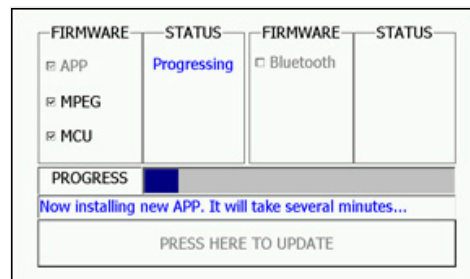 FIRMWARE STATUS FIRMWARE STATUS
APP Progressing Bluetooth
MPEG
MCU
PROGRESS
Now installing new APP. It will take several minutes...
PRESS HERE TO UPDATE